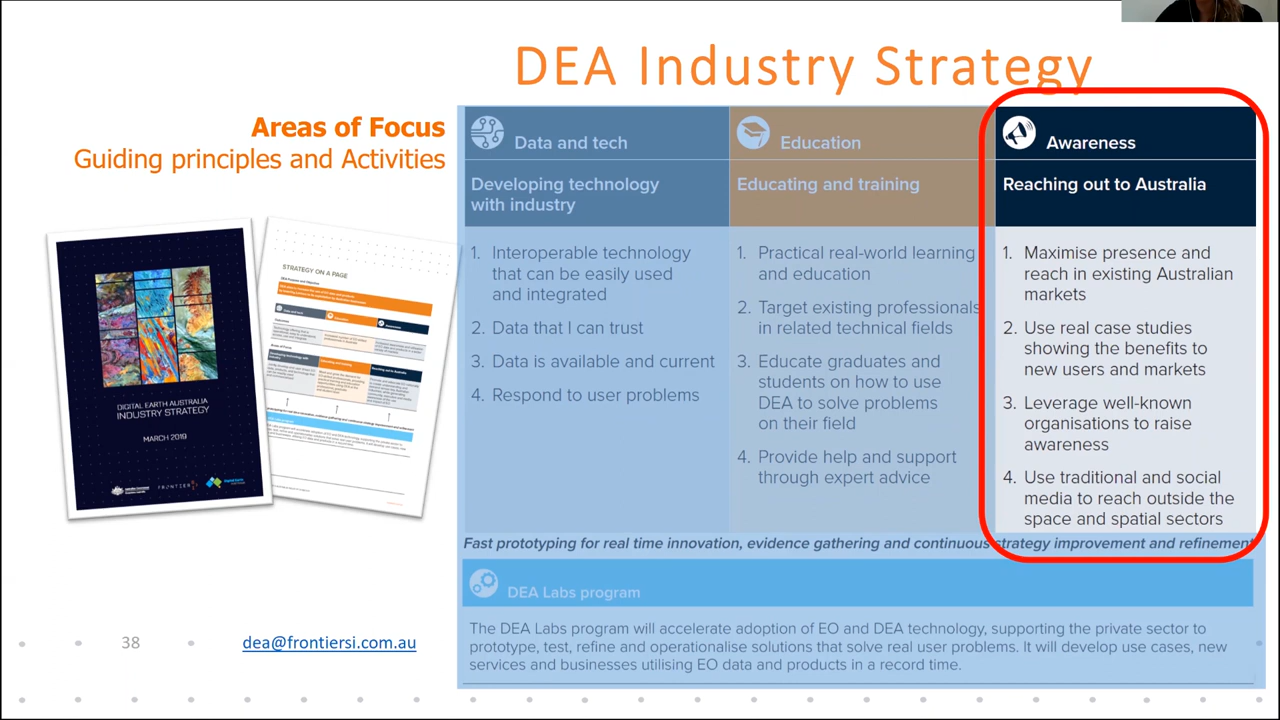 DEA Industry Strategy
Areas of Focus
Guiding principles and Activities
DIGITAL EARTH AUSTRALIA
INDUSTRY STRATEGY
MARCH 2019
STRATEGY ON A PAGE
Data and tech
Developing technology
with industry
1. Interoperable technology
that can be easily used
and integrated
2. Data that I can trust
3. Data is available and current
4. Respond to user problems
Education
Educating and training
1. Practical real-world learning
and education
2. Target existing professionals
in related technical fields
3. Educate graduates and
students on how to use
DEA to solve problems
on their field
4. Provide help and support
through expert advice
Awareness
Reaching out to Australia
1. Maximise presence and
reach in existing Australian
markets
2. Use real case studies
showing the benefits to
new users and markets
3. Leverage well-known
organisations to raise
awareness
4. Use traditional and social
media to reach outside the
space and spatial sectors
Fast prototyping for real time innovation, evidence gathering and continuous strategy improvement and refinement
DEA Labs program
The DEA Labs program will accelerate adoption of EO and DEA technology, supporting the private sector to
prototype, test, refine and operationalise solutions that solve real user problems. It will develop use cases, new
services and businesses utilising EO data and products in a record time.
38
dea@frontiersi.com.au